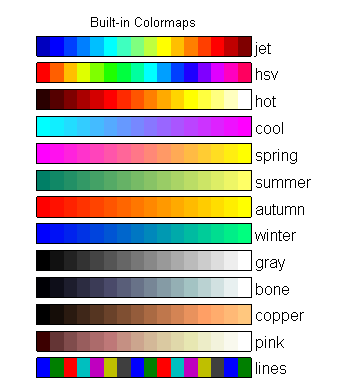 Built-in Colormaps
jet
hsv
hot
cool
spring
summer
autumn
winter
gray
bone
copper
pink
lines